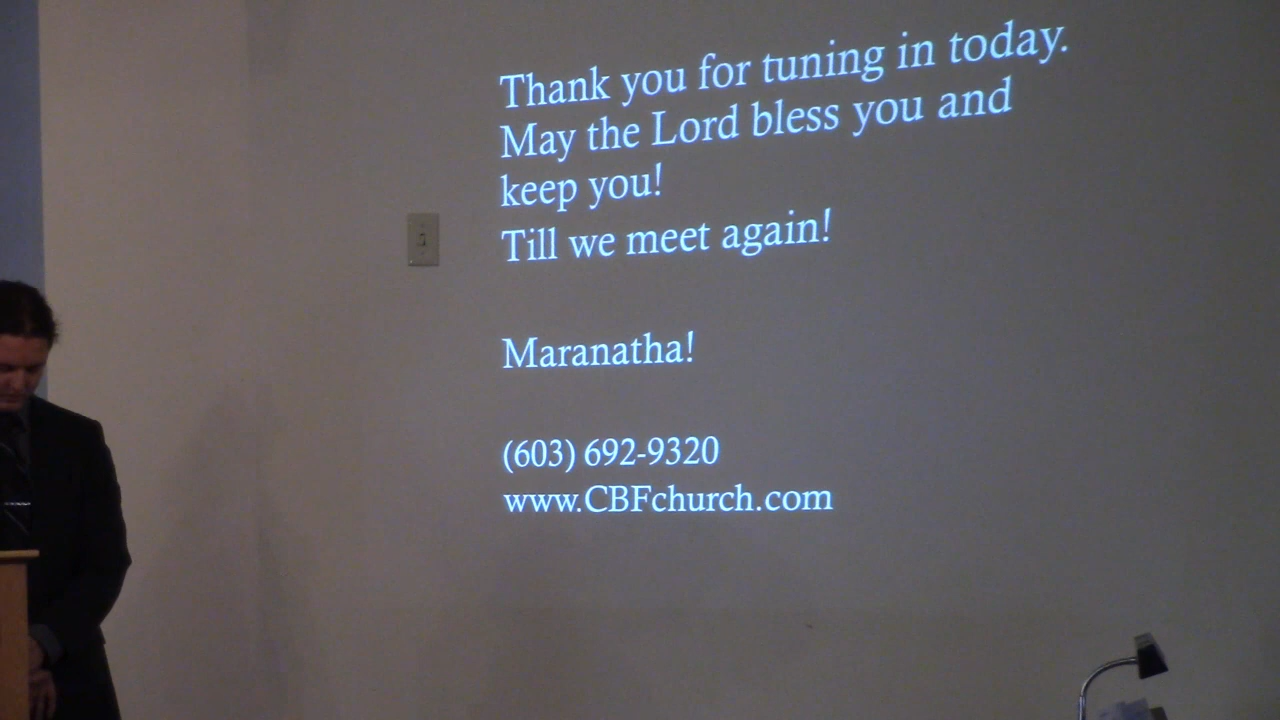 Thank you for tuning in today.
May the Lord bless you and
keep you!
Till we meet again!
Maranatha!
(603) 692-9320
www.CBFchurch.com